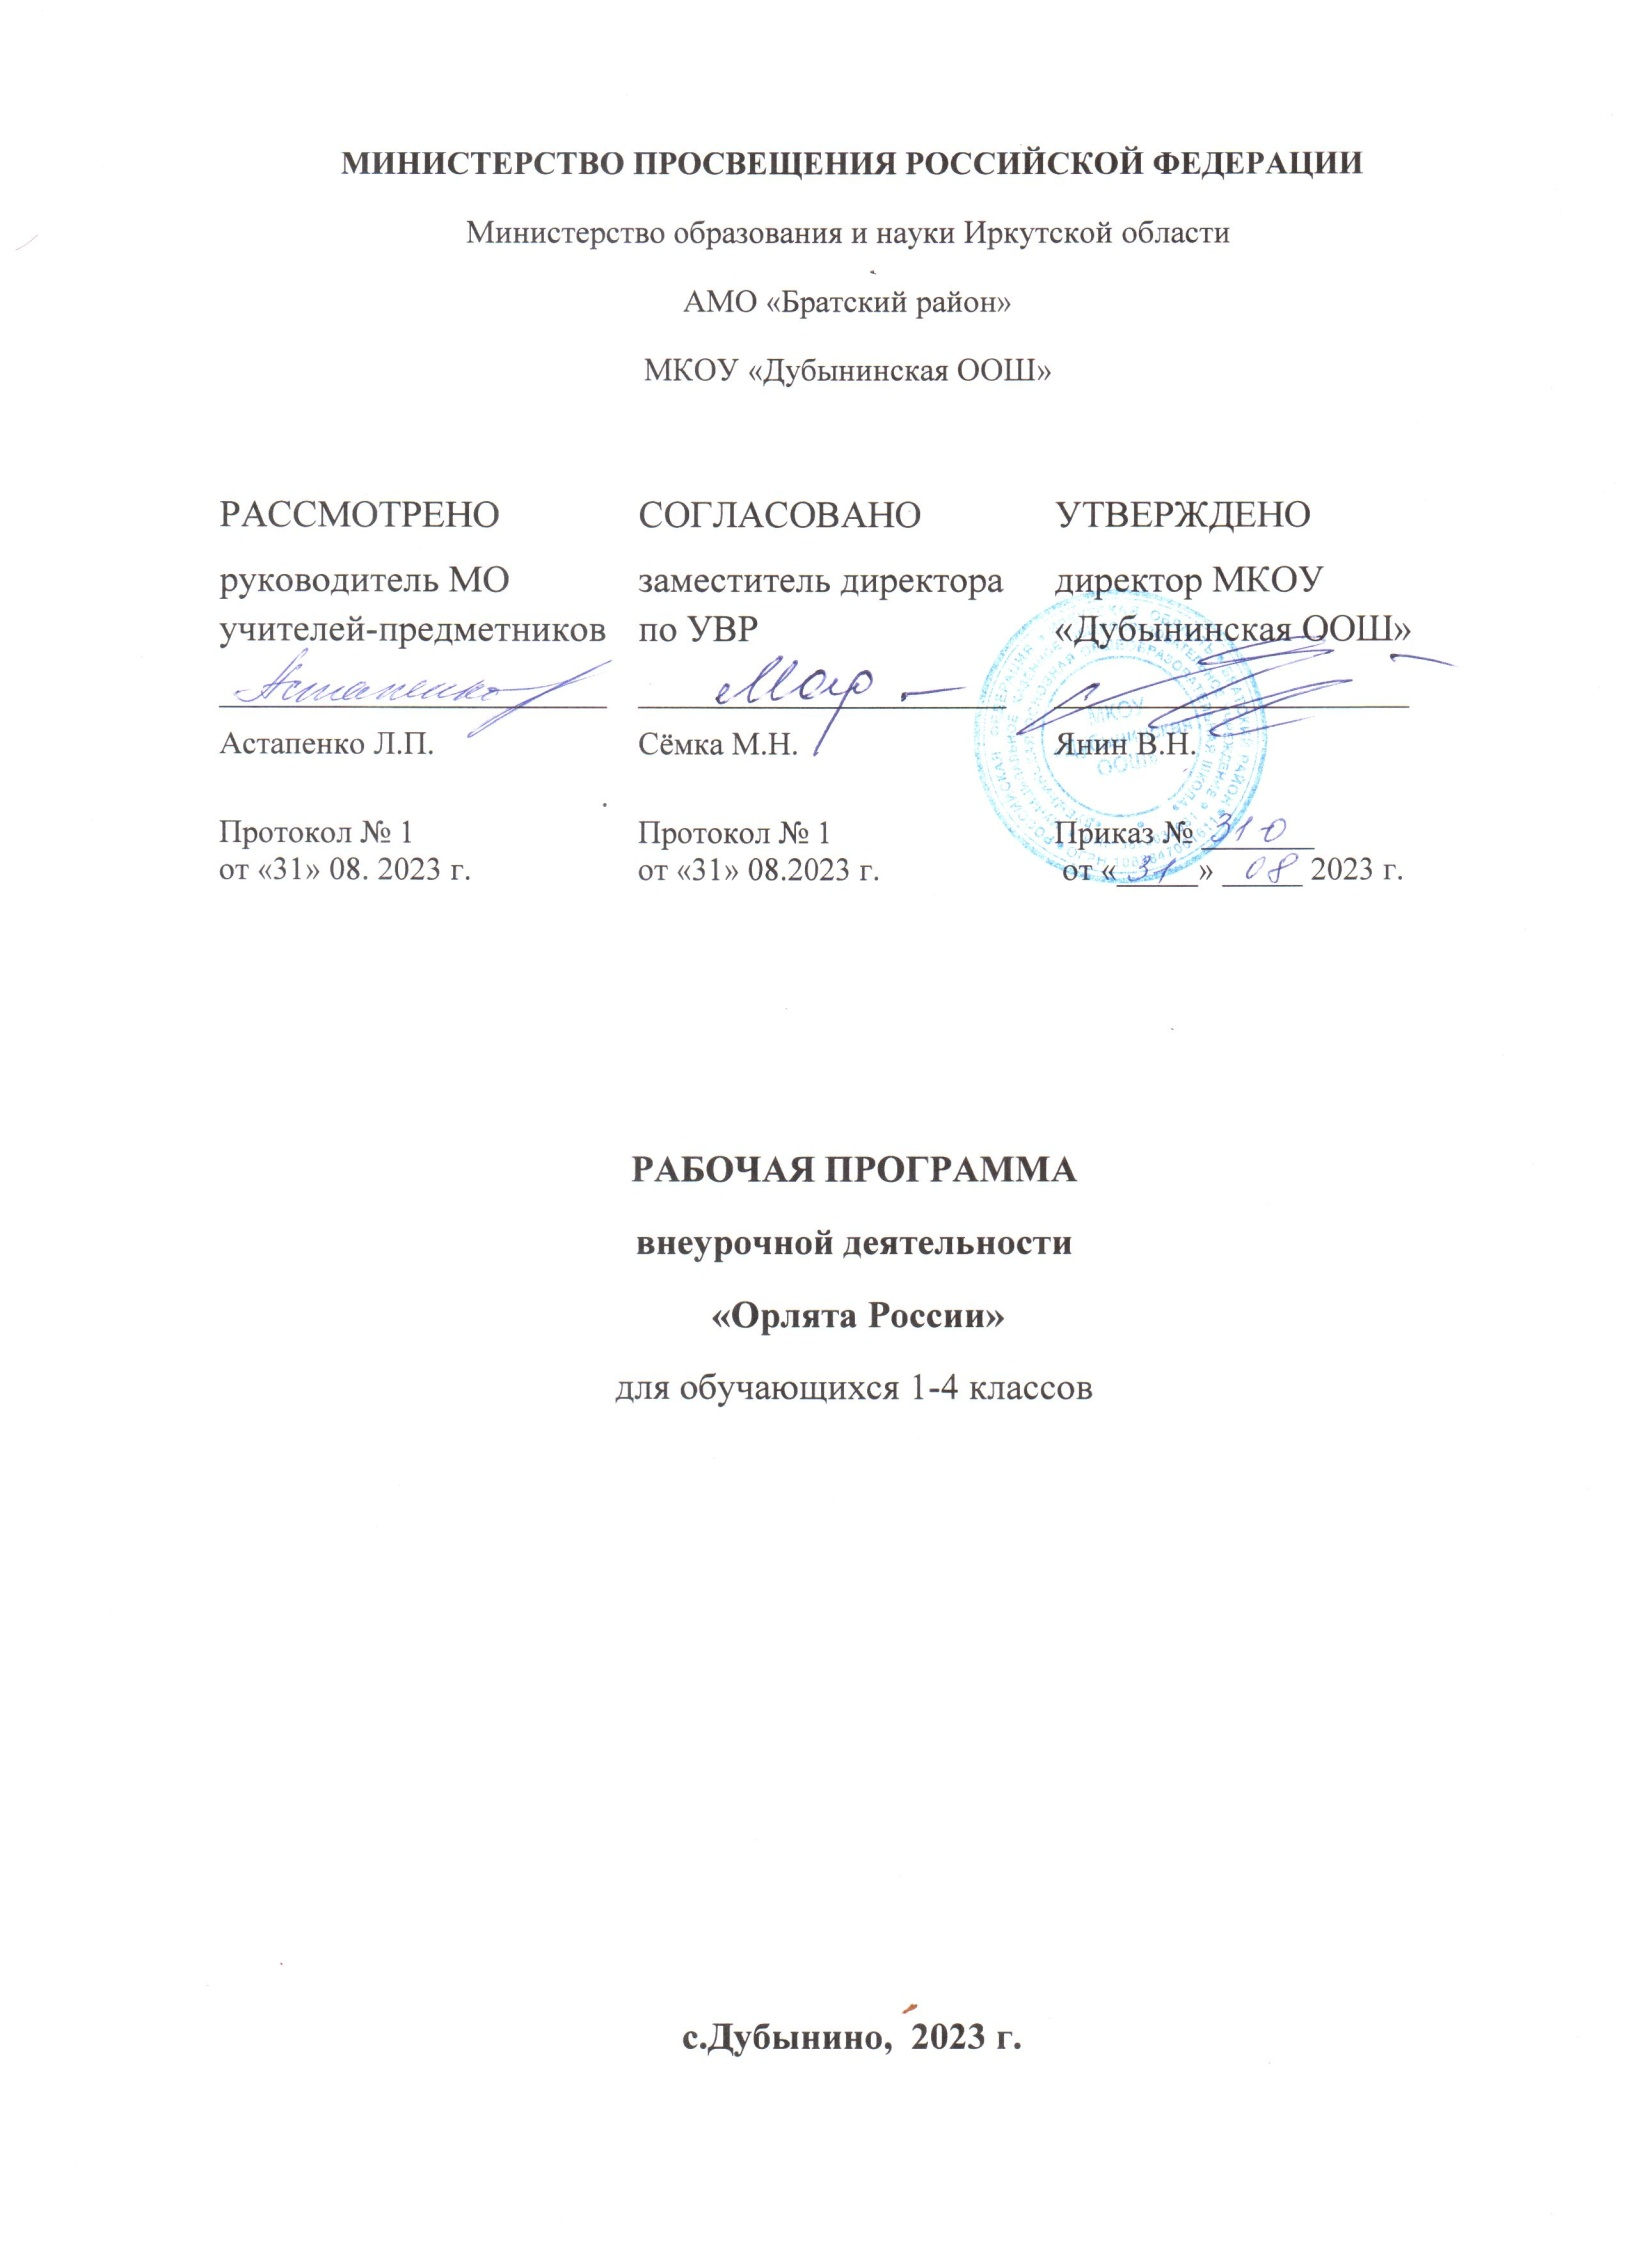 МИНИСТЕРСТВО ПРОСВЕЩЕНИЯ РОССИЙСКОЙ ФЕДЕРАЦИИ
Министерство образования и науки Иркутской области
АМО «Братский район»
МКОУ «Дубынинская ООШ»
РАССМОТРЕНО
руководитель МО
учителей-предметников
Астапенко
Астапенко Л.П.
Протокол № 1
от «31» 08. 2023 г.
СОГЛАСОВАНО
заместитель директора
по УВР
Сёмка М.Н.
Протокол № 1
от «31» 08.2023 г.
УТВЕРЖДЕНО
директор МКОУ
«Дубынинская ООШ»
Янин В.Н.
Приказ № 310
от «31» 08 2023 г.
МКОУ
«Дубынинская
ООШ»
РАБОЧАЯ ПРОГРАММА
внеурочной деятельности
«Орлята России»
для обучающихся 1-4 классов
с.Дубынино, 2023 г.